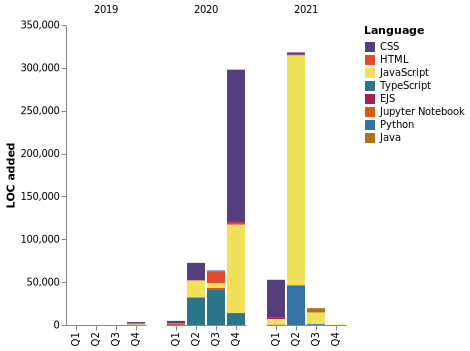 2019 2020 2021
Language
CSS
HTML
JavaScript
TypeScript
EJS
Jupyter Notebook
Python
Java
LOC added
350,000
300,000
250,000
200,000
150,000
100,000
50,000
0
Q1 Q2 Q3 Q4 Q1 Q2 Q3 Q4 Q1 Q2 Q3 Q4